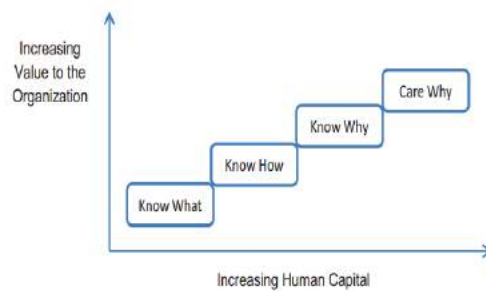 Increasing
Value to the
Organization
Care Why
Know Why
Know How
Know What
Increasing Human Capital